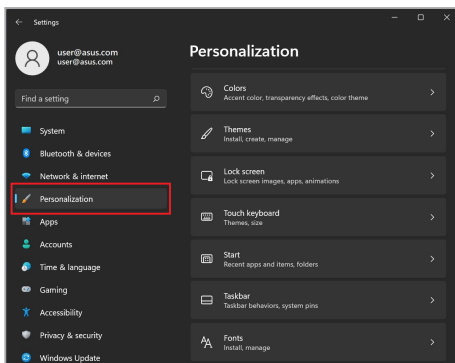 Settings
user@asus.com
user@asus.com
Find a setting
System
Bluetooth & devices
Network & internet
Personalization
Apps
Accounts
Time & language
Gaming
Accessibility
Privacy & security
Windows Update
Personalization
Colors
Accent color, transparency effects, color theme
Themes
Install, create, manage
Lock screen
Lock screen images, apps, animations
Touch keyboard
Themes, size
Start
Recent apps and items, folders
Taskbar
Taskbar behaviors, system pins
Fonts
Install, manage